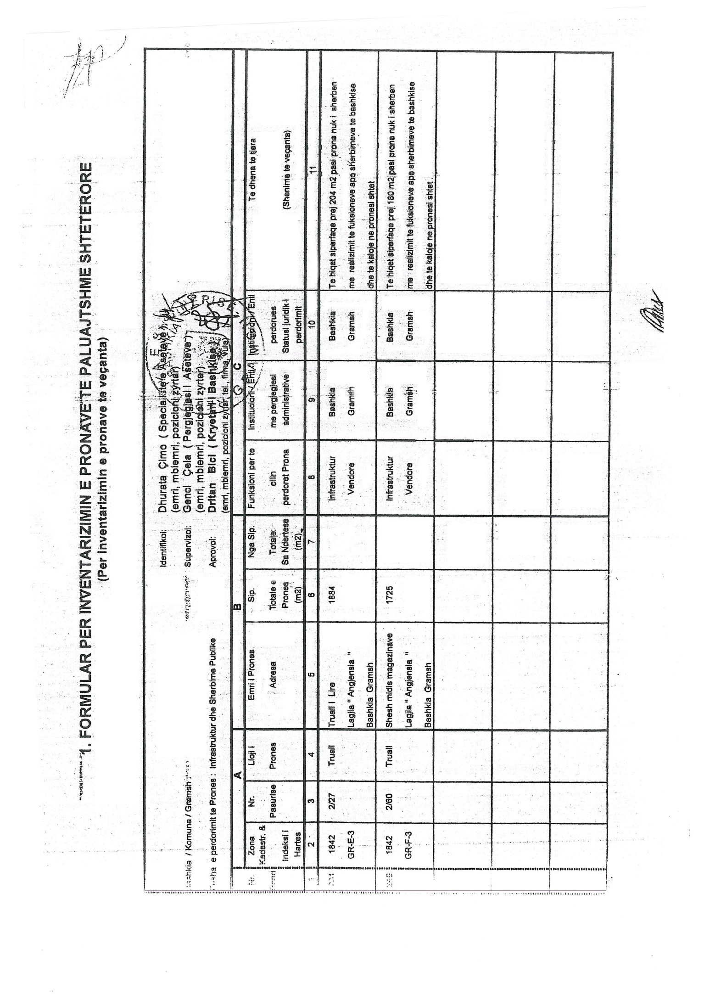 1. FORMULAR PER INVENTARIZIMIN E PRONAVE TE PALUAJTSHME SHTETERORE
(Per Inventarizimin e pronave te veçanta)
Identifikoi: Dhurata Çimo ( Specialiste e Aseteve
(emri, mbiemri, pozicioni zyrtar)
/ Komuna / Gramsh Supervizoi: Genci Çela ( Pergjegjesi i Aseteve )
(emri, mbiemri, pozicioni zyrtar)
e perdorimit te Prones : Infrastruktur dhe Sherbime Publike Aprovoi: Dritan Bici ( Kryetari i Bashkise )
(emri, mbiemri, pozicioni zyrtar, tel., firma, vula)
A B C
Nr. Zona Nr. Lloji i Emri i Prones Sip. Nga Sip. Funksioni per te Institucioni / Enti Institucioni / Enti Te dhena te tjera
Kadastr. & Pasurise Prones Adresa Totale e Totale: cilin me pergjegjesi perdorues
Indeksi i Prones Sa Ndertese perdoret Prona administrative Statusi juridik i (Shenime te veçanta)
Hartes (m2) (m2) perdorimit
1 2 3 4 5 6 7 8 9 10 11
1842 2/27 Truall Truall i Lire 1884 Infrastruktur Bashkia Bashkia Te hiqet siperfaqe prej 204 m2 pasi prona nuk i sherben
GR-E-3 Lagjia " Angjensia " Vendore Gramsh Gramsh me realizimit te fuksioneve apo sherbimeve te bashkise
Bashkia Gramsh dhe te kaloje ne pronesi shtet .
1842 2/60 Truall Shesh midis magazinave 1725 Infrastruktur Bashkia Bashkia Te hiqet siperfaqe prej 180 m2 pasi prona nuk i sherben
GR-F-3 Lagjia " Angjensia " Vendore Gramsh Gramsh me realizimit te fuksioneve apo sherbimeve te bashkise
Bashkia Gramsh dhe te kaloje ne pronesi shtet .